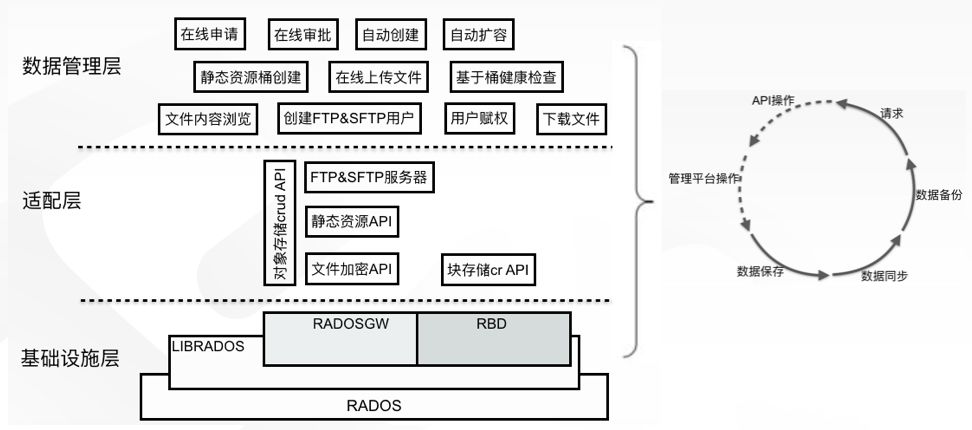 在线申请
在线审批
自动创建
自动扩容
数据管理层
静态资源桶创建
在线上传文件
基于桶健康检查
文件内容浏览
创建FTP&SFTP用户
用户赋权
下载文件
适配层
对象存储crud API
FTP&SFTP服务器
静态资源API
文件加密API
块存储cr API
基础设施层
RADOSGW
RBD
LIBRADOS
RADOS
API操作
请求
管理平台操作
数据备份
数据保存
数据同步